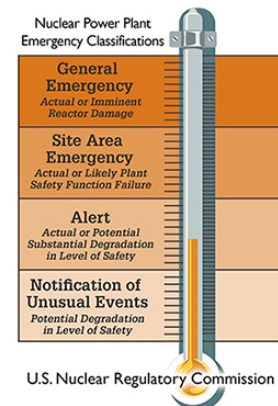 Nuclear Power Plant
Emergency Classifications
General
Emergency
Actual or Imminent
Reactor Damage
Site Area
Emergency
Actual or Likely Plant
Safety Function Failure
Alert
Actual or Potential
Substantial Degradation
in Level of Safety
Notification of
Unusual Events
Potential Degradation
in Level of Safety
U.S. Nuclear Regulatory Commission